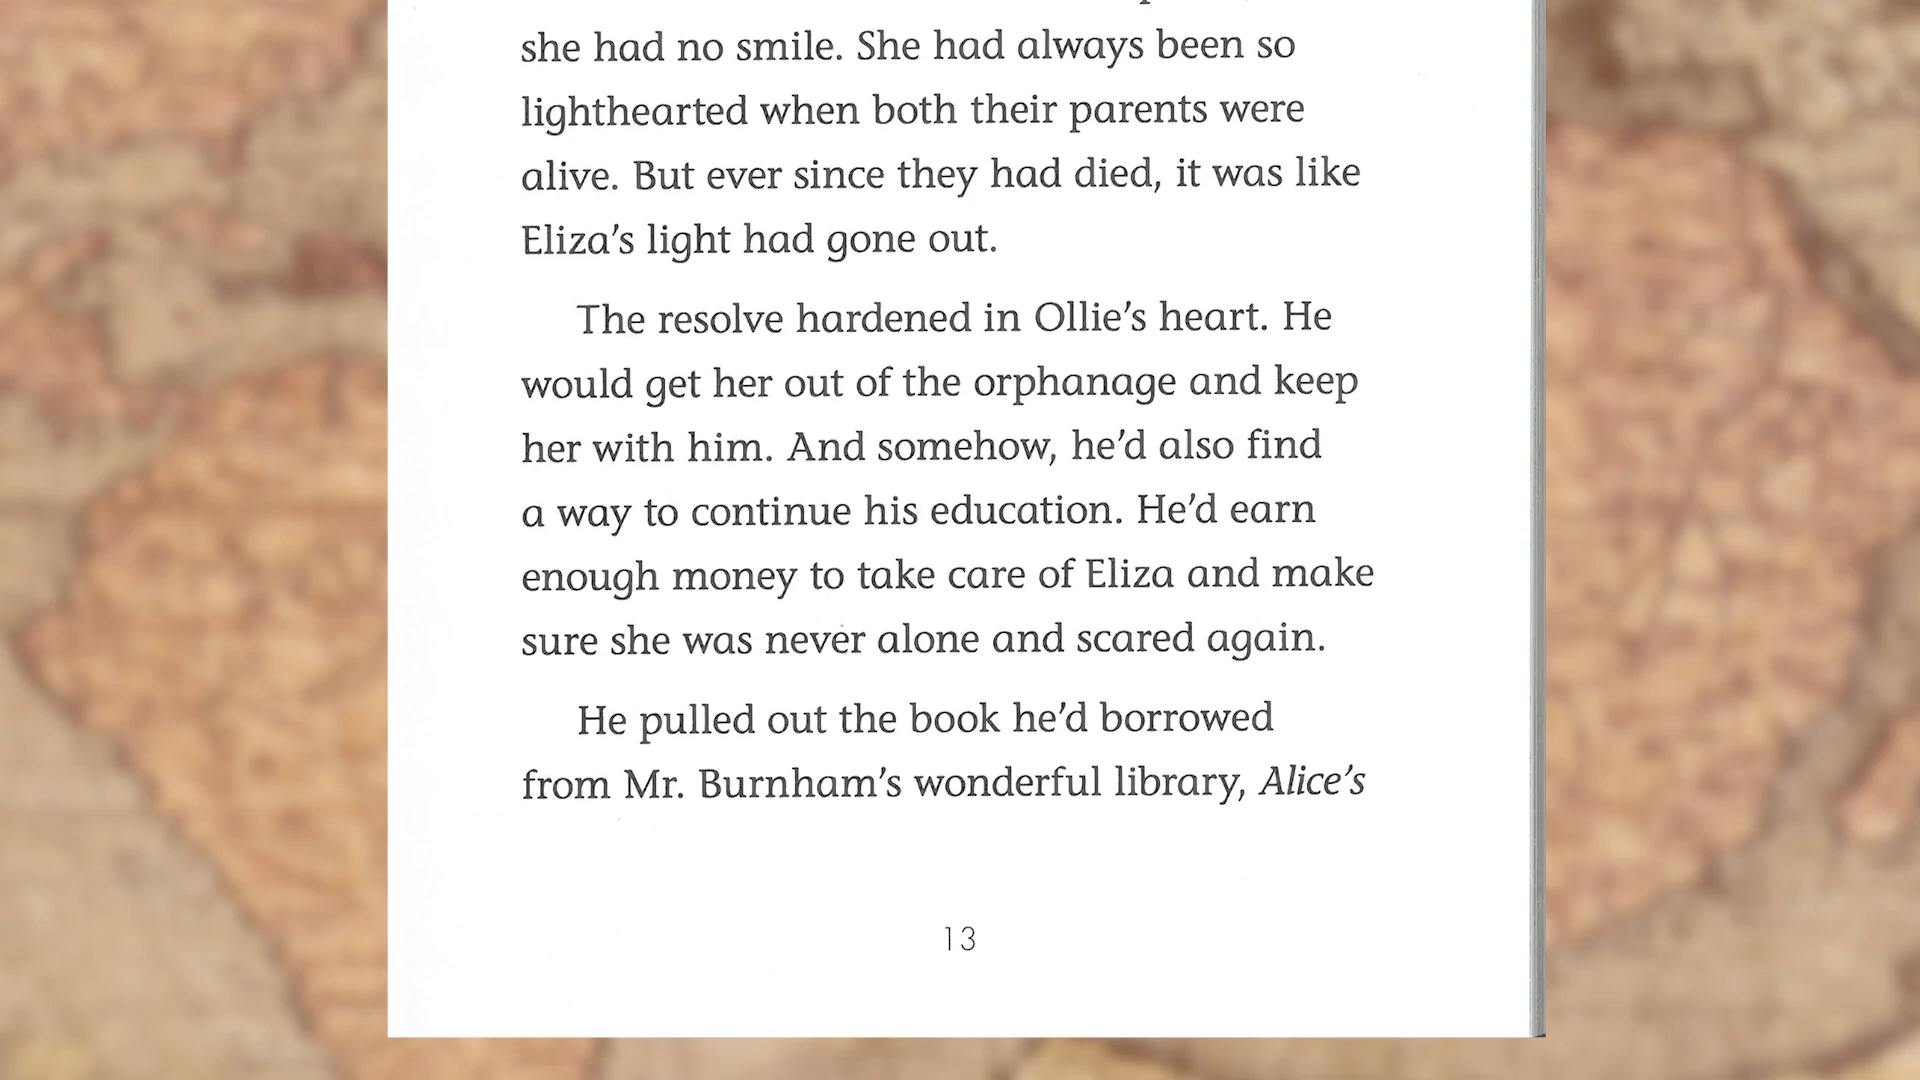 she had no smile. She had always been so
lighthearted when both their parents were
alive. But ever since they had died, it was like
Eliza’s light had gone out.
The resolve hardened in Ollie’s heart. He
would get her out of the orphanage and keep
her with him. And somehow, he’d also find
a way to continue his education. He’d earn
enough money to take care of Eliza and make
sure she was never alone and scared again.
He pulled out the book he’d borrowed
from Mr. Burnham’s wonderful library, Alice’s
13